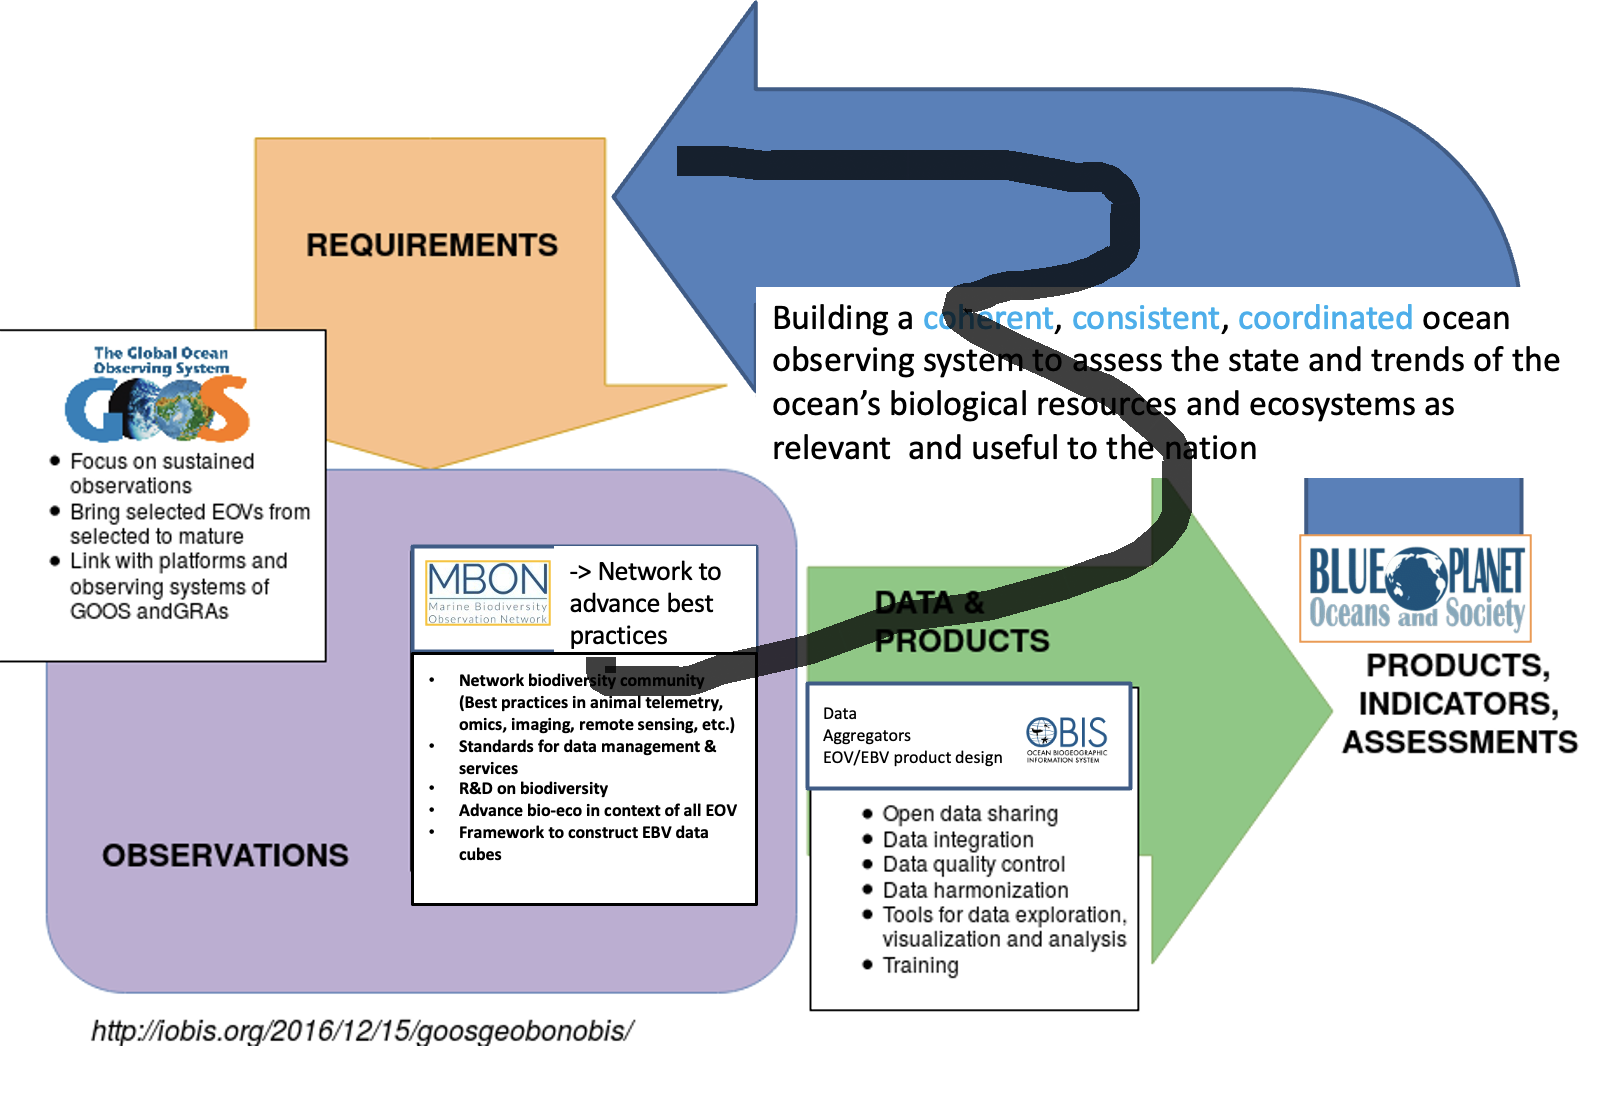 REQUIREMENTS
Building a coherent, consistent, coordinated ocean
observing system to assess the state and trends of the
ocean's biological resources and ecosystems as
relevant  and useful to the nation
The Global Ocean
Observing System
GOOS
• Focus on sustained
observations
• Bring selected EOVs from
selected to mature
• Link with platforms and
observing systems of
GOOS andGRAs
OBSERVATIONS
MBON
Marine Biodiversity
Observation Network
-> Network to
advance best
practices
• Network biodiversity community
(Best practices in animal telemetry,
omics, imaging, remote sensing, etc.)
• Standards for data management &
services
• R&D on biodiversity
• Advance bio-eco in context of all EOV
• Framework to construct EBV data
cubes
DATA &
PRODUCTS
Data
Aggregators
EOV/EBV product design
OBIS
OCEAN BIOGEOGRAPHIC
INFORMATION SYSTEM
• Open data sharing
• Data integration
• Data quality control
• Data harmonization
• Tools for data exploration,
visualization and analysis
• Training
BLUE PLANET
Oceans and Society
PRODUCTS,
INDICATORS,
ASSESSMENTS
http://iobis.org/2016/12/15/goosgeobonobis/